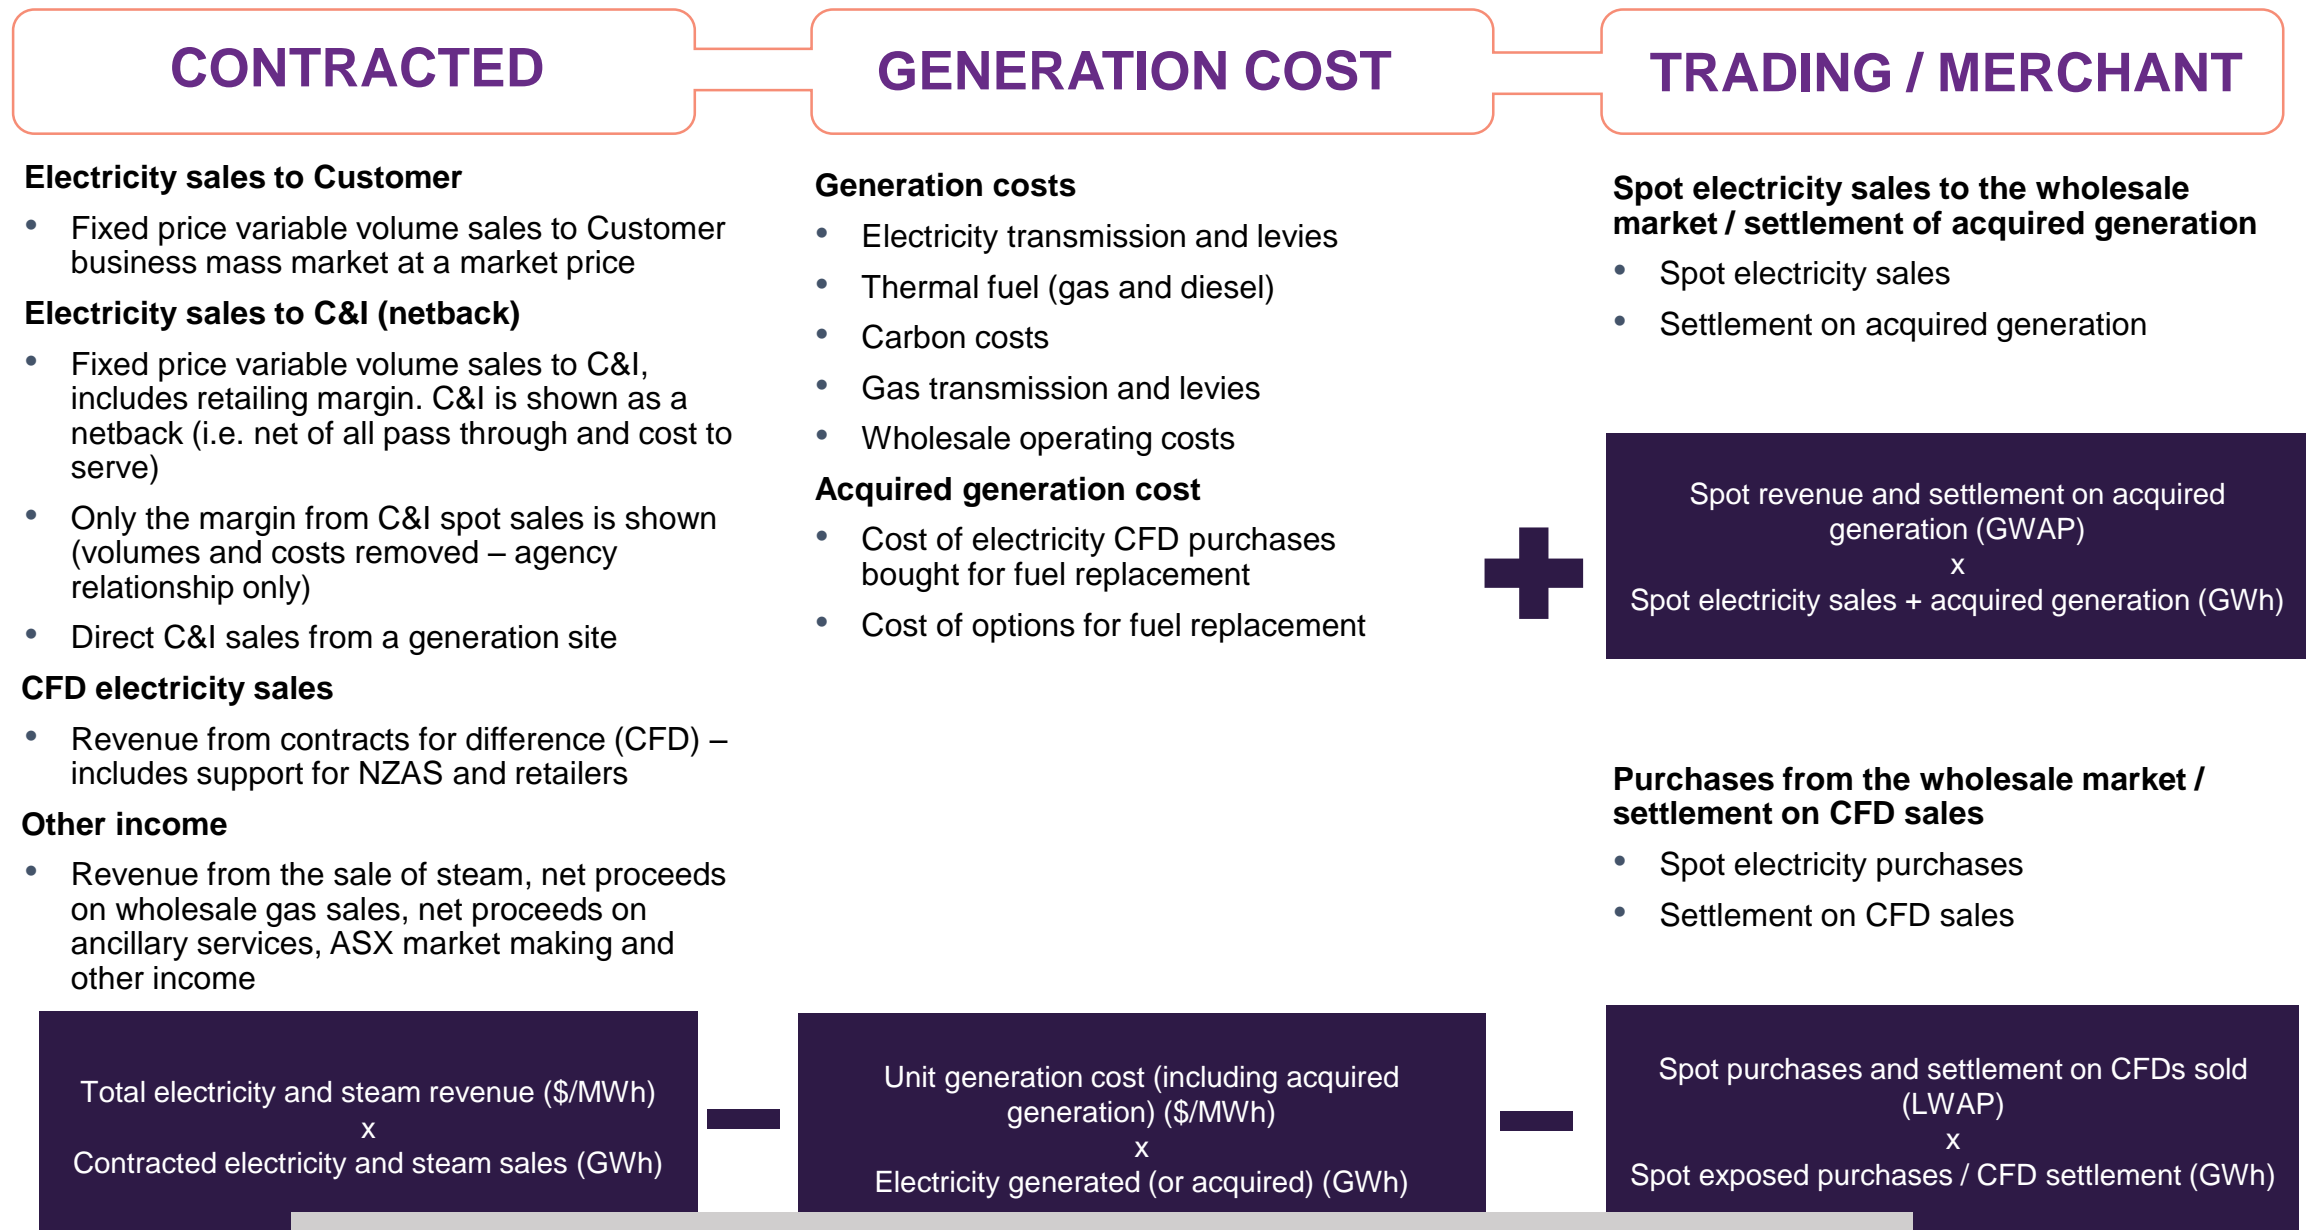 CONTRACTED
GENERATION COST
TRADING / MERCHANT
Electricity sales to Customer
• Fixed price variable volume sales to Customer
business mass market at a market price
Electricity sales to C&I (netback)
• Fixed price variable volume sales to C&I,
includes retailing margin. C&I is shown as a
netback (i.e. net of all pass through and cost to
serve)
• Only the margin from C&I spot sales is shown
(volumes and costs removed – agency
relationship only)
• Direct C&I sales from a generation site
CFD electricity sales
• Revenue from contracts for difference (CFD) –
includes support for NZAS and retailers
Other income
• Revenue from the sale of steam, net proceeds
on wholesale gas sales, net proceeds on
ancillary services, ASX market making and
other income
Total electricity and steam revenue ($/MWh)
x
Contracted electricity and steam sales (GWh)
Generation costs
• Electricity transmission and levies
• Thermal fuel (gas and diesel)
• Carbon costs
• Gas transmission and levies
• Wholesale operating costs
Acquired generation cost
• Cost of electricity CFD purchases
bought for fuel replacement
• Cost of options for fuel replacement
Unit generation cost (including acquired
generation) ($/MWh)
x
Electricity generated (or acquired) (GWh)
Spot electricity sales to the wholesale
market / settlement of acquired generation
• Spot electricity sales
• Settlement on acquired generation
Spot revenue and settlement on acquired
generation (GWAP)
x
Spot electricity sales + acquired generation (GWh)
Purchases from the wholesale market /
settlement on CFD sales
• Spot electricity purchases
• Settlement on CFD sales
Spot purchases and settlement on CFDs sold
(LWAP)
x
Spot exposed purchases / CFD settlement (GWh)